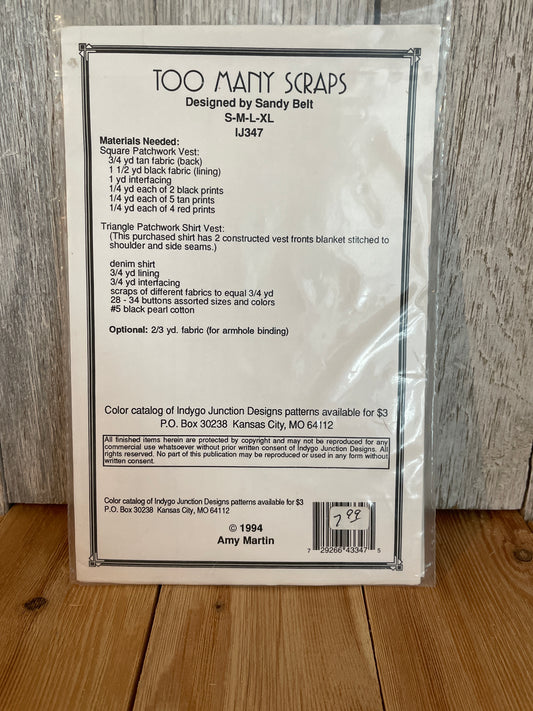 TOO MANY SCRAPS
Designed by Sandy Belt
S-M-L-XL
IJ347
Materials Needed:
Square Patchwork Vest:
3/4 yd tan fabric (back)
1 1/2 yd black fabric (lining)
1 yd interfacing
1/4 yd each of 2 black prints
1/4 yd each of 5 tan prints
1/4 yd each of 4 red prints
Triangle Patchwork Shirt Vest:
(This purchased shirt has 2 constructed vest fronts blanket stitched to
shoulder and side seams.)
denim shirt
3/4 yd lining
3/4 yd interfacing
scraps of different fabrics to equal 3/4 yd
28 - 34 buttons assorted sizes and colors
#5 black pearl cotton
Optional: 2/3 yd. fabric (for armhole binding)
Color catalog of Indygo Junction Designs patterns available for $3
P.O. Box 30238 Kansas City, MO 64112
All finished items herein are protected by copyright and may not be reproduced for any
commercial use whatsoever without prior written consent of Indygo Junction Designs. All
rights reserved. No part of this publication may be reproduced or used in any form without
written consent.
Color catalog of Indygo Junction Designs patterns available for $3
P.O. Box 30238 Kansas City, MO 64112
© 1994
Amy Martin
7.99
7 29266 43347 5